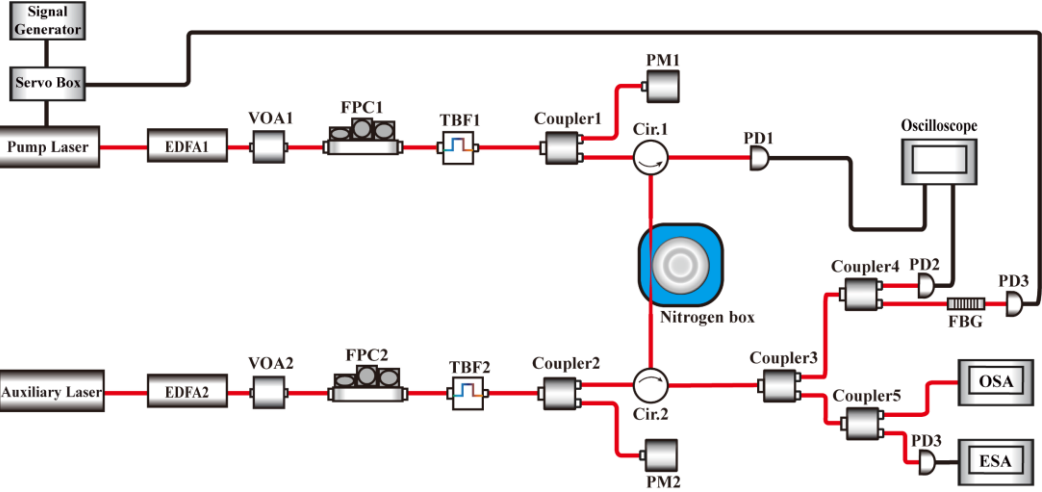 Signal
Generator
Servo Box
Pump Laser
EDFA1
VOA1
FPC1
TBF1
Coupler1
PM1
Cir.1
PD1
Oscilloscope
Nitrogen box
Coupler4
PD2
PD3
FBG
Auxiliary Laser
EDFA2
VOA2
FPC2
TBF2
Coupler2
PM2
Cir.2
Coupler3
Coupler5
OSA
PD3
ESA